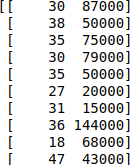 [[    30  87000]
[    38  50000]
[    35  75000]
[    30  79000]
[    35  50000]
[    27  20000]
[    31  15000]
[    36 144000]
[    18  68000]
[    47  43000]